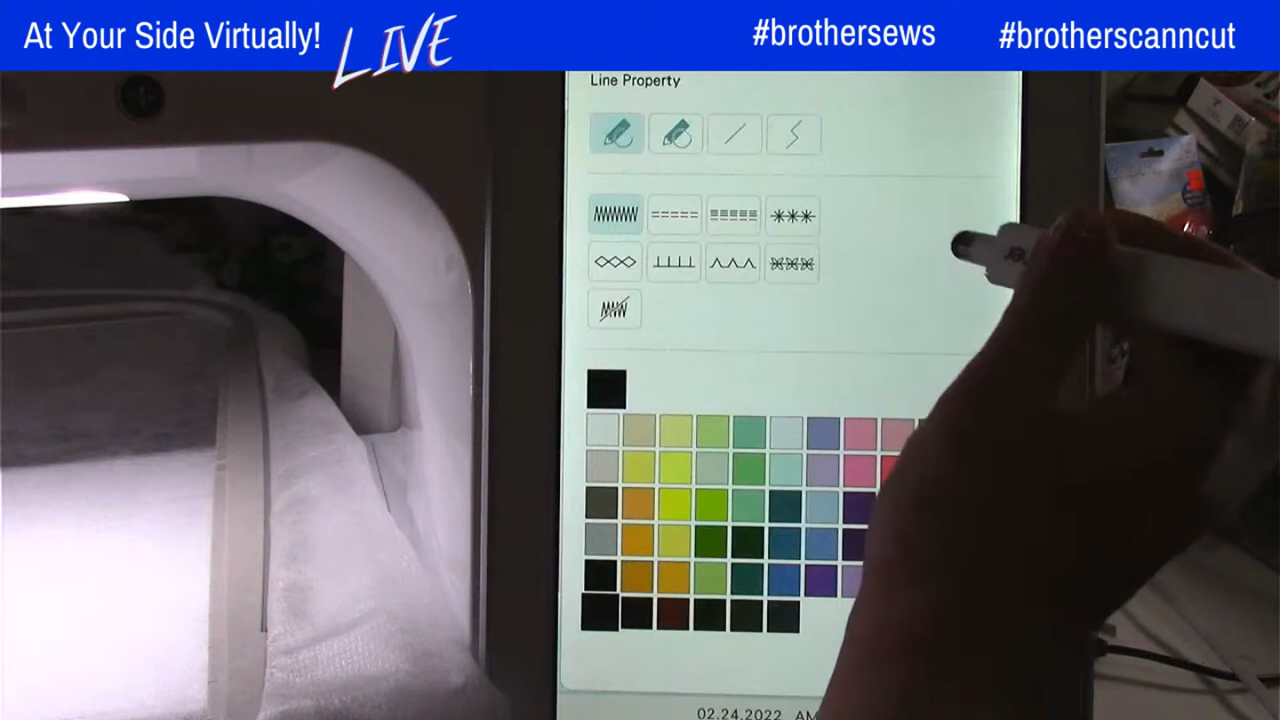 At Your Side Virtually! LIVE
#brothersews
#brotherscanncut
Line Property
02.24.2022 AM